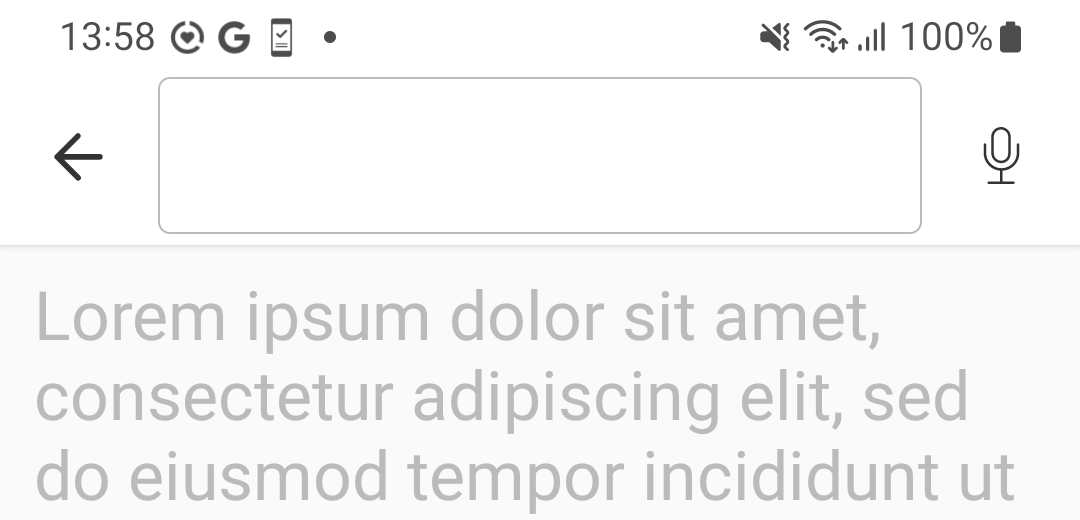 13:58 100%
Lorem ipsum dolor sit amet,
consectetur adipiscing elit, sed
do eiusmod tempor incididunt ut